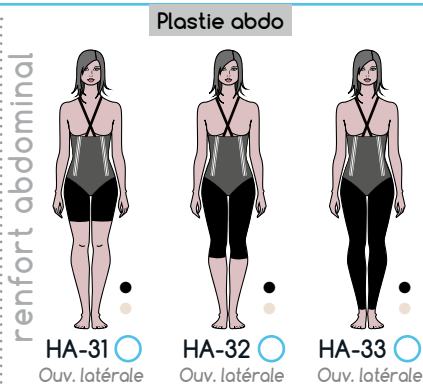 Plastie abdo
renfort abdominal
HA-31 HA-32 HA-33
Ouv. latérale Ouv. latérale Ouv. latérale